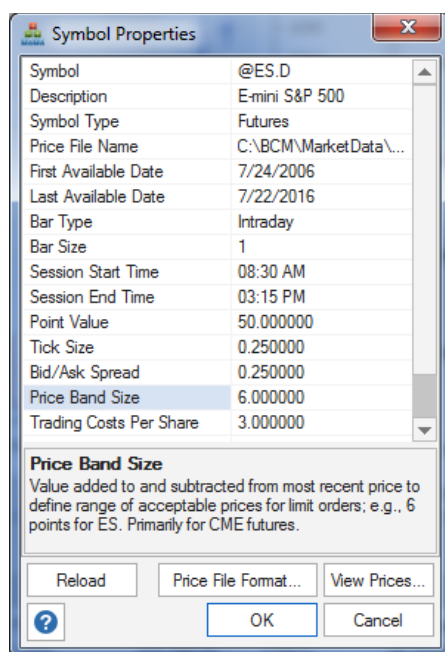 Symbol Properties
Symbol @ES.D
Description E-mini S&P 500
Symbol Type Futures
Price File Name C:\BCM\MarketData\...
First Available Date 7/24/2006
Last Available Date 7/22/2016
Bar Type Intraday
Bar Size 1
Session Start Time 08:30 AM
Session End Time 03:15 PM
Point Value 50.000000
Tick Size 0.250000
Bid/Ask Spread 0.250000
Price Band Size 6.000000
Trading Costs Per Share 3.000000
Price Band Size
Value added to and subtracted from most recent price to
define range of acceptable prices for limit orders; e.g., 6
points for ES. Primarily for CME futures.
Reload Price File Format... View Prices...
? OK Cancel